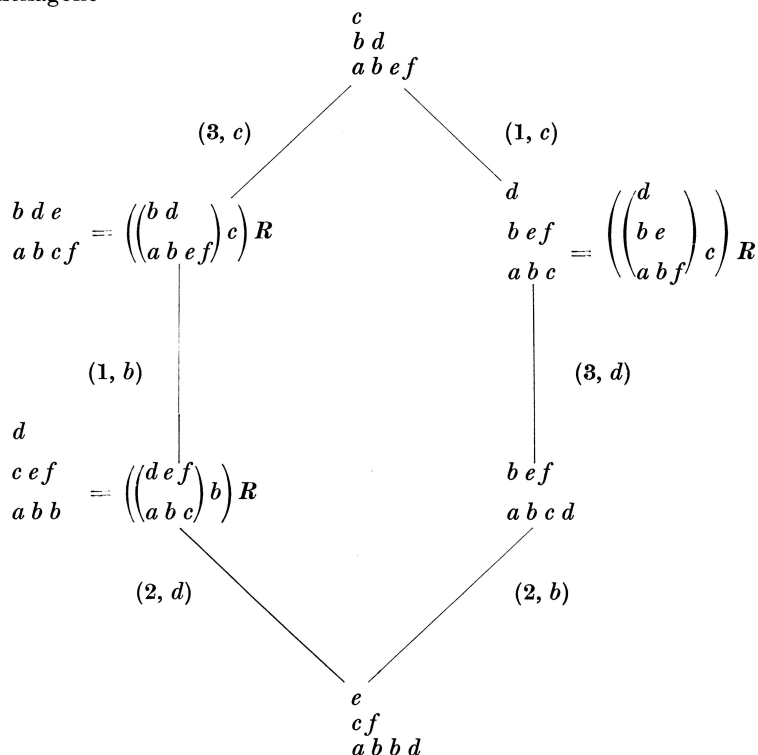 c
b d
a b e f
(3, c)
(1, c)
b d e
a b c f
=
((b d
a b e f) c) R
d
b e f
a b c
=
((d
b e
a b f) c) R
(1, b)
(3, d)
d
c e f
a b b
=
((d e f
a b c) b) R
b e f
a b c d
(2, d)
(2, b)
e
c f
a b b d